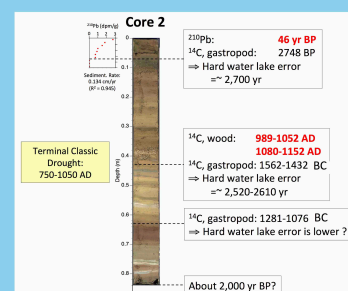 Core 2
²¹⁰Pb (dpm/g)
0 1 2 3
Sediment. Rate:
0.134 cm/yr
(R² = 0.945)
0
0.1
0.2
0.3
0.4
0.5
0.6
0.7
0.8
Depth (m)
²¹⁰Pb: 46 yr BP
¹⁴C, gastropod: 2748 BP
⇒ Hard water lake error
=~ 2,700 yr
Terminal Classic
Drought:
750-1050 AD
¹⁴C, wood: 989-1052 AD
1080-1152 AD
¹⁴C, gastropod: 1562-1432 BC
⇒ Hard water lake error
=~ 2,520-2610 yr
¹⁴C, gastropod: 1281-1076 BC
⇒ Hard water lake error is lower ?
About 2,000 yr BP?